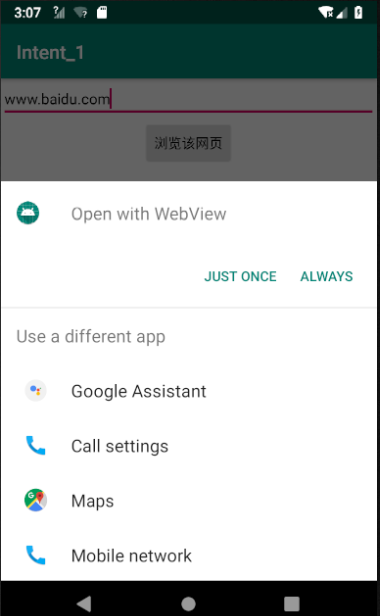 3:07
Intent_1
www.baidu.com
浏览该网页
Open with WebView
JUST ONCE ALWAYS
Use a different app
Google Assistant
Call settings
Maps
Mobile network